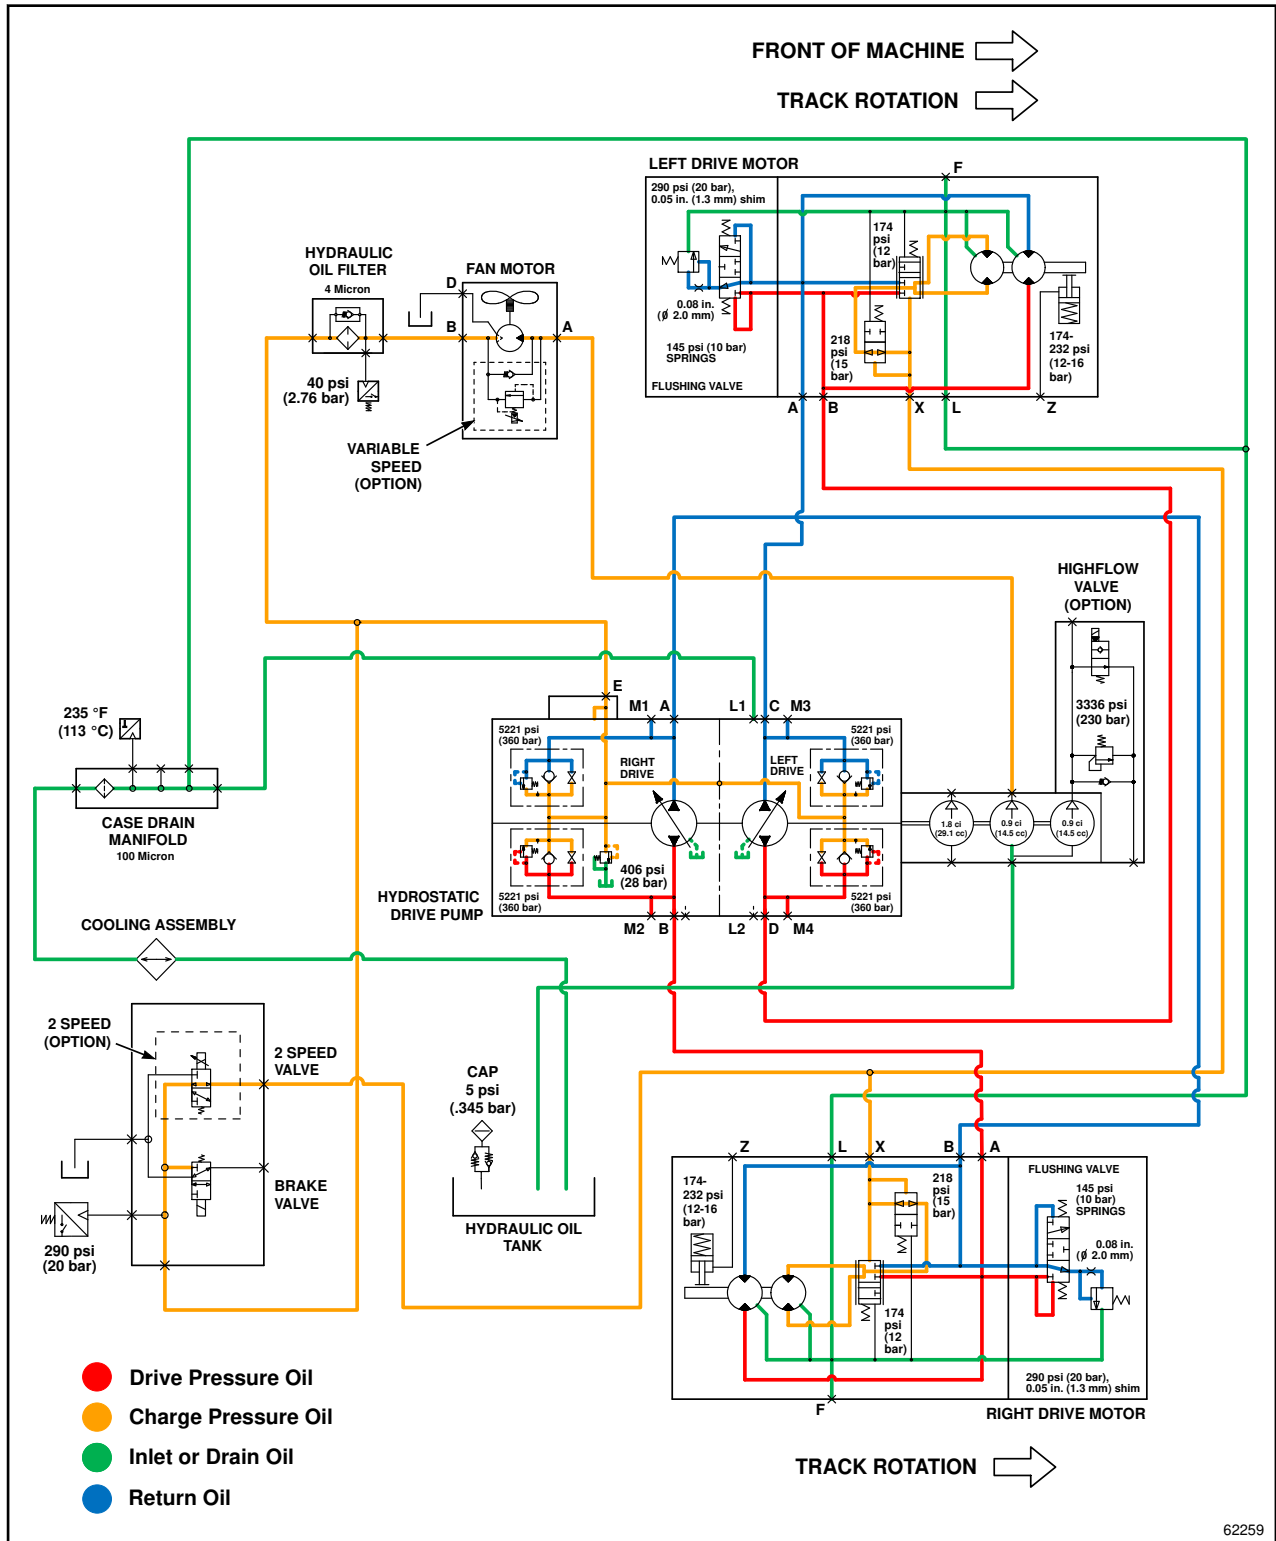 FRONT OF MACHINE
TRACK ROTATION
LEFT DRIVE MOTOR
F
290 psi (20 bar),
0.05 in. (1.3 mm) shim
174
psi
(12
bar)
0.08 in.
(Ø 2.0 mm)
145 psi (10 bar)
SPRINGS
218
psi
(15
bar)
174-
232 psi
(12-16
bar)
FLUSHING VALVE
A
B
X
L
Z
HYDRAULIC
OIL FILTER
4 Micron
40 psi
(2.76 bar)
FAN MOTOR
D
B
A
VARIABLE
SPEED
(OPTION)
HIGHFLOW
VALVE
(OPTION)
3336 psi
(230 bar)
235 °F
(113 °C)
CASE DRAIN
MANIFOLD
100 Micron
E
M1
A
L1
C
M3
5221 psi
(360 bar)
RIGHT
DRIVE
LEFT
DRIVE
5221 psi
(360 bar)
1.8 ci
(29.1 cc)
0.9 ci
(14.5 cc)
0.9 ci
(14.5 cc)
406 psi
(28 bar)
5221 psi
(360 bar)
5221 psi
(360 bar)
HYDROSTATIC
DRIVE PUMP
M2
B
L2
D
M4
COOLING ASSEMBLY
2 SPEED
(OPTION)
2 SPEED
VALVE
BRAKE
VALVE
290 psi
(20 bar)
CAP
5 psi
(.345 bar)
HYDRAULIC OIL
TANK
Z
L
X
B
A
174-
232 psi
(12-16
bar)
218
psi
(15
bar)
FLUSHING VALVE
145 psi
(10 bar)
SPRINGS
0.08 in.
(Ø 2.0 mm)
174
psi
(12
bar)
290 psi (20 bar),
0.05 in. (1.3 mm) shim
F
RIGHT DRIVE MOTOR
TRACK ROTATION
Drive Pressure Oil
Charge Pressure Oil
Inlet or Drain Oil
Return Oil
62259